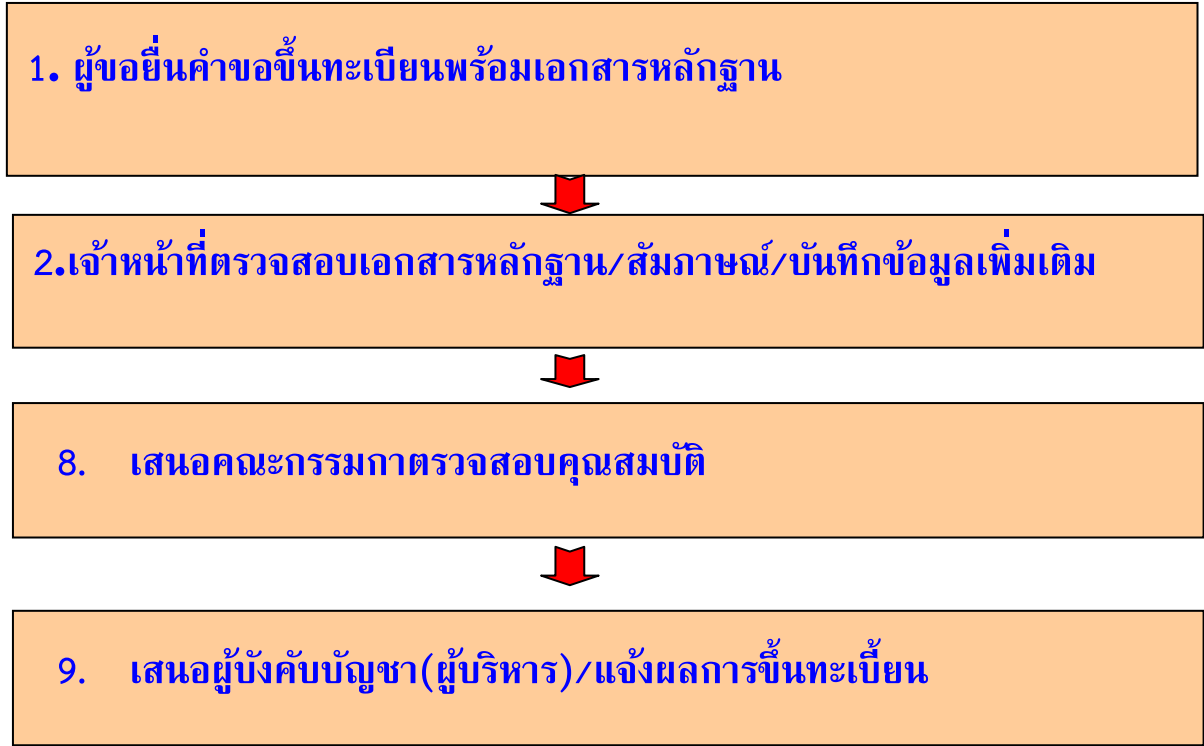 1. ผู้ขอยื่นคำขอขึ้นทะเบียนพร้อมเอกสารหลักฐาน
2.เจ้าหน้าที่ตรวจสอบเอกสารหลักฐาน/สัมภาษณ์/บันทึกข้อมูลเพิ่มเติม
8. เสนอคณะกรรมกาตรวจสอบคุณสมบัติ
9. เสนอผู้บังคับบัญชา(ผู้บริหาร)/แจ้งผลการขึ้นทะเบี้ยน